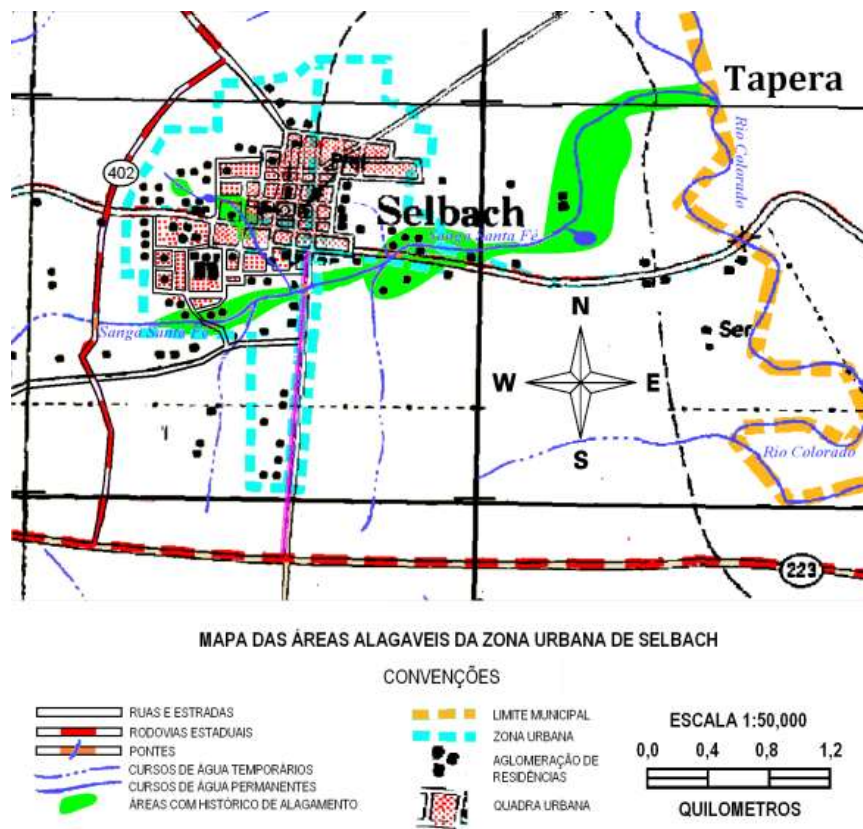 Tapera
Rio Colorado
402
Pref
Selbach
Sanga Santa Fé
N
Sanga Santa Fé
Ser
W
E
S
Rio Colorado
223
MAPA DAS ÁREAS ALAGAVEIS DA ZONA URBANA DE SELBACH
CONVENÇÕES
RUAS E ESTRADAS
RODOVIAS ESTADUAIS
PONTES
CURSOS DE ÁGUA TEMPORÁRIOS
CURSOS DE ÁGUA PERMANENTES
ÁREAS COM HISTÓRICO DE ALAGAMENTO
LIMITE MUNICIPAL
ZONA URBANA
AGLOMERAÇÃO DE
RESIDÊNCIAS
QUADRA URBANA
ESCALA 1:50,000
0,0 0,4 0,8 1,2
QUILOMETROS